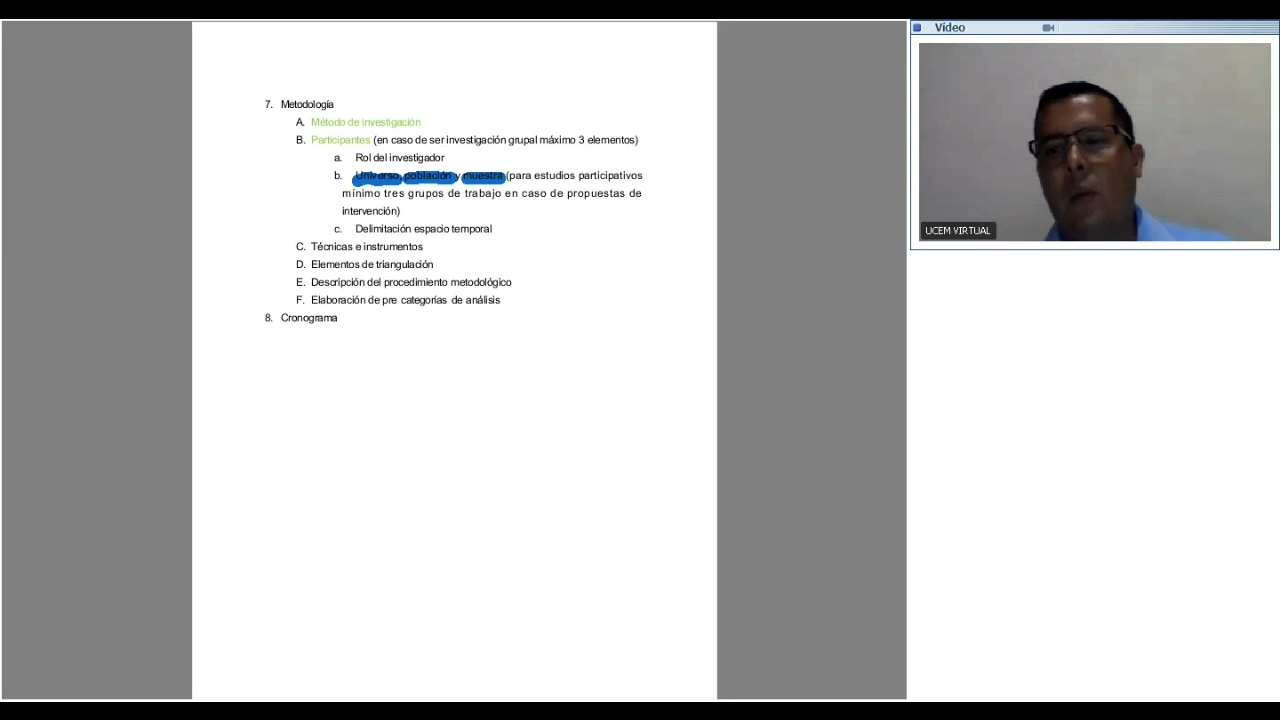 Vídeo
7. Metodología
A. Método de investigación
B. Participantes (en caso de ser investigación grupal máximo 3 elementos)
a. Rol del investigador
b. Universo, población y muestra (para estudios participativos
mínimo tres grupos de trabajo en caso de propuestas de
intervención)
c. Delimitación espacio temporal
C. Técnicas e instrumentos
D. Elementos de triangulación
E. Descripción del procedimiento metodológico
F. Elaboración de pre categorías de análisis
8. Cronograma
UCEM VIRTUAL